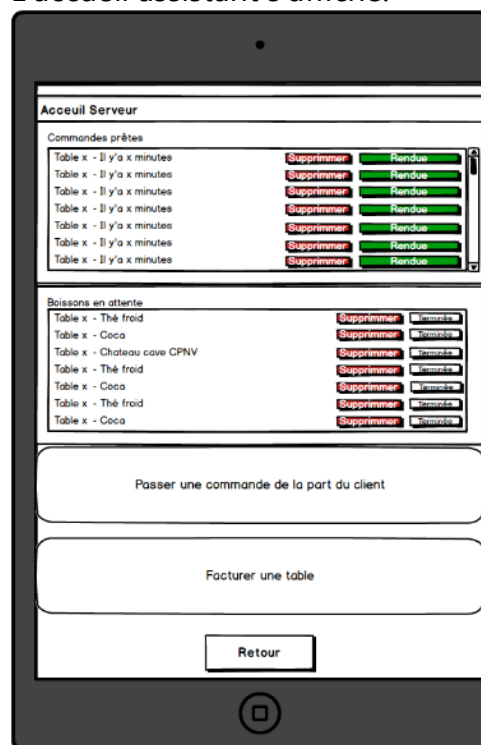 L'accueil assistant s'affiche.
Acceuil Serveur
Commandes prêtes
Table x - Il y'a x minutes Supprimmer Rendue
Table x - Il y'a x minutes Supprimmer Rendue
Table x - Il y'a x minutes Supprimmer Rendue
Table x - Il y'a x minutes Supprimmer Rendue
Table x - Il y'a x minutes Supprimmer Rendue
Table x - Il y'a x minutes Supprimmer Rendue
Table x - Il y'a x minutes Supprimmer Rendue
Boissons en attente
Table x - Thé froid Supprimmer Terminée
Table x - Coca Supprimmer Terminée
Table x - Chateau cave CPNV Supprimmer Terminée
Table x - Thé froid Supprimmer Terminée
Table x - Coca Supprimmer Terminée
Table x - Thé froid Supprimmer Terminée
Table x - Coca Supprimmer Terminée
Passer une commande de la part du client
Facturer une table
Retour